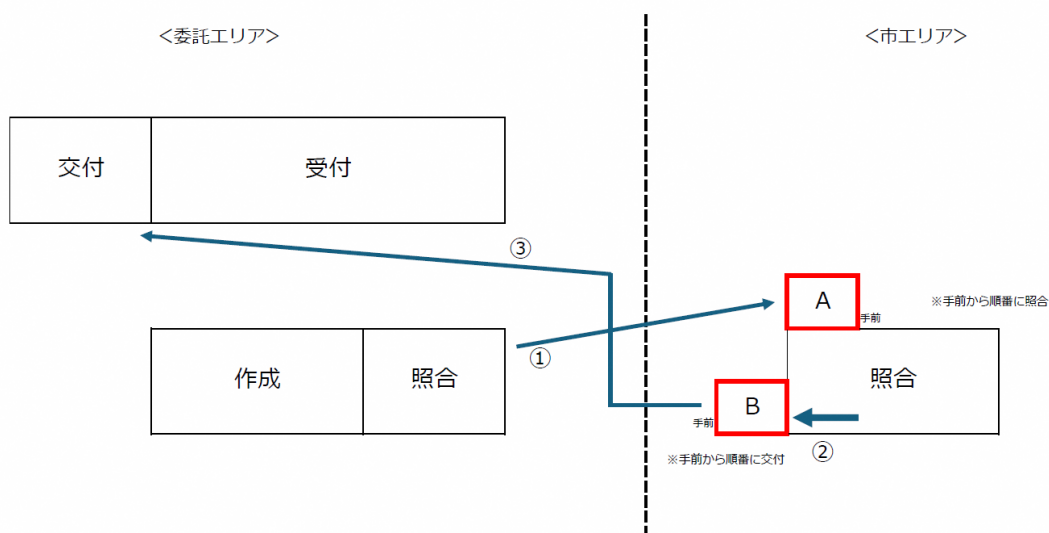 ＜委託エリア＞
＜市エリア＞
交付
受付
③
A
※手前から順番に照合
手前
①
作成
照合
照合
B
手前
②
※手前から順番に交付